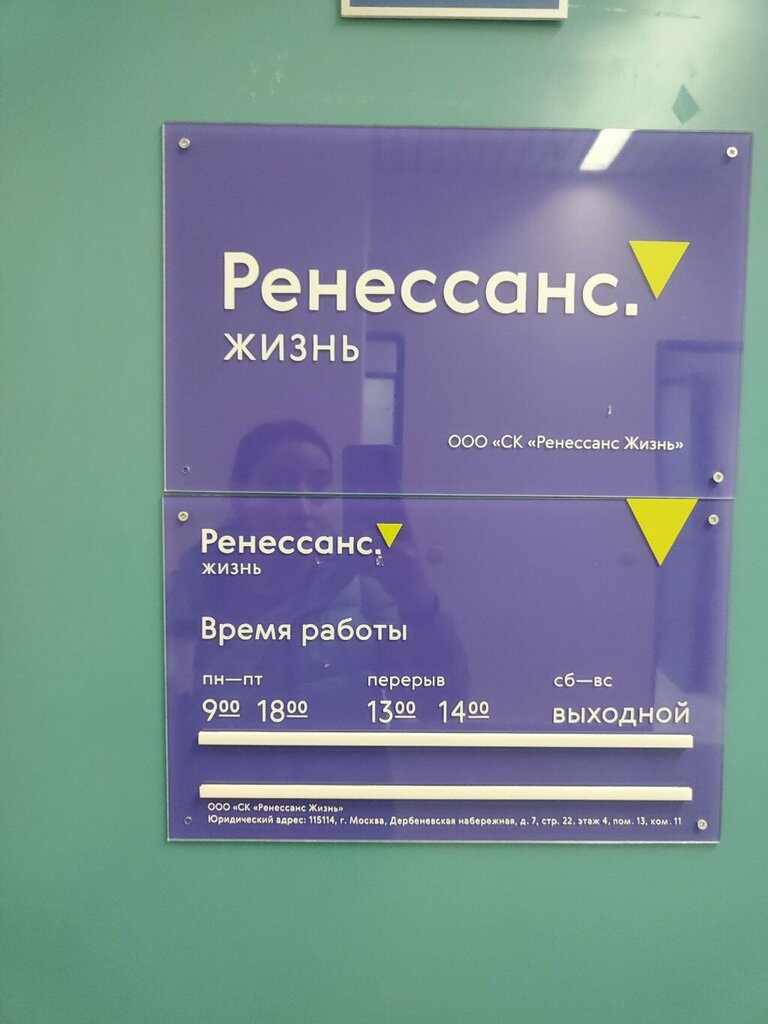 Ренессанс.
жизнь
ООО «СК «Ренессанс Жизнь»
Ренессанс.
жизнь
Время работы
пн—пт перерыв сб—вс
9⁰⁰ 18⁰⁰ 13⁰⁰ 14⁰⁰ выходной
ООО «СК «Ренессанс Жизнь»
Юридический адрес: 115114, г. Москва, Дербеневская набережная, д. 7, стр. 22, этаж 4, пом. 13, ком. 11